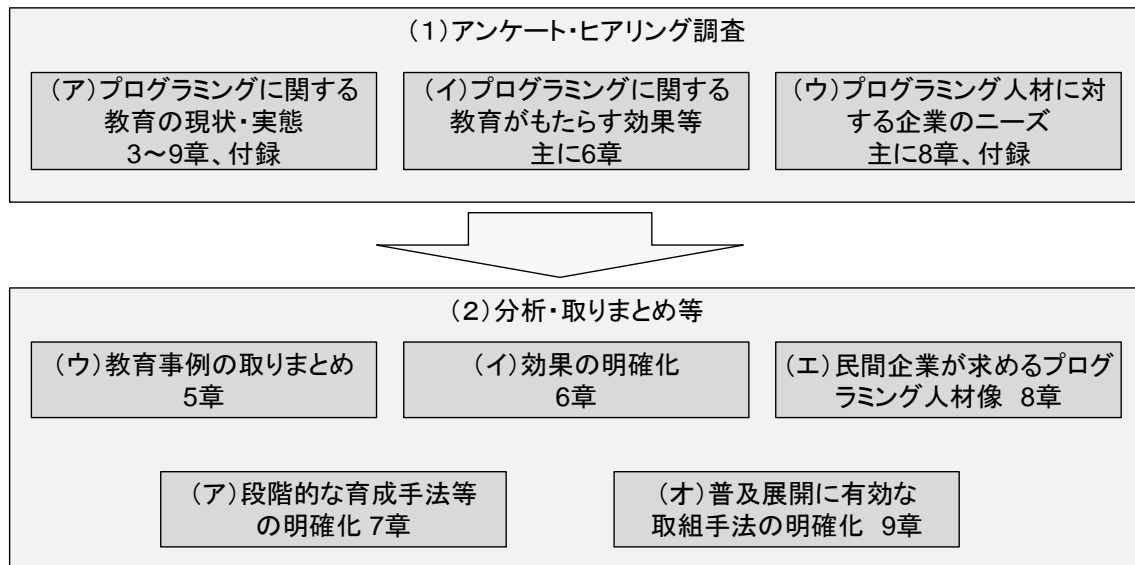 （１）アンケート・ヒアリング調査
（ア）プログラミングに関する
教育の現状・実態
3～9章、付録
（イ）プログラミングに関する
教育がもたらす効果等
主に6章
（ウ）プログラミング人材に対
する企業のニーズ
主に8章、付録
（２）分析・取りまとめ等
（ウ）教育事例の取りまとめ
5章
（イ）効果の明確化
6章
（エ）民間企業が求めるプログ
ラミング人材像 8章
（ア）段階的な育成手法等
の明確化 7章
（オ）普及展開に有効な
取組手法の明確化 9章